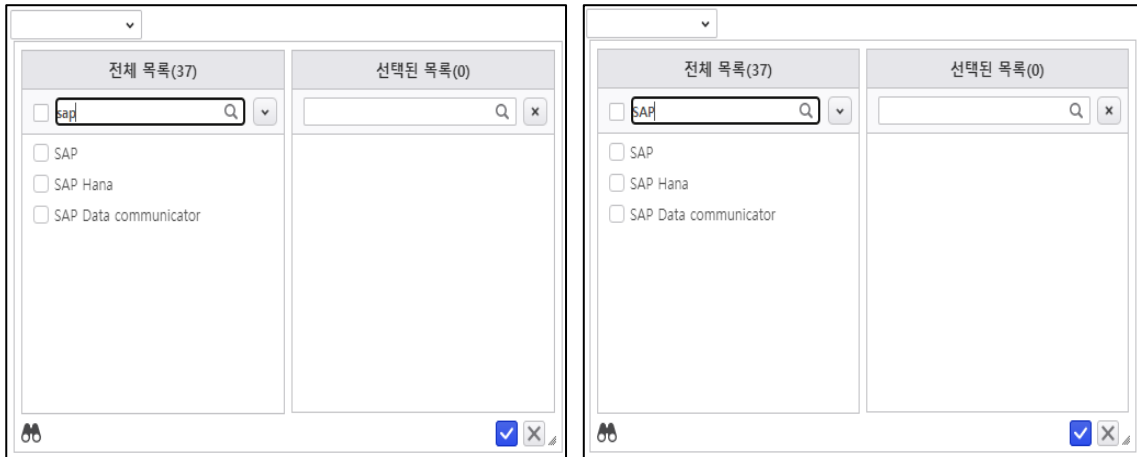 전체 목록(37)
선택된 목록(0)
sap
SAP
SAP Hana
SAP Data communicator
전체 목록(37)
선택된 목록(0)
SAP
SAP
SAP Hana
SAP Data communicator